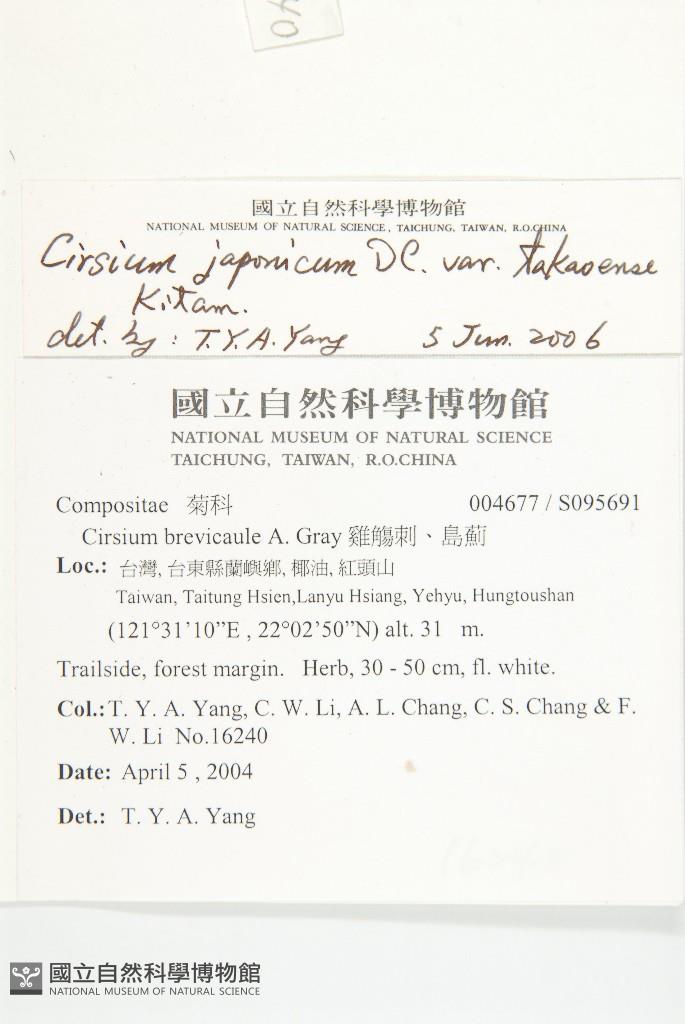 40
國立自然科學博物館
NATIONAL MUSEUM OF NATURAL SCIENCE, TAICHUNG, TAIWAN, R.O.CHINA
Cirsium japonicum DC. var. takaoense
Kitam.
det. by : T.Y.A. Yang 5 Jun. 2006
國立自然科學博物館
NATIONAL MUSEUM OF NATURAL SCIENCE
TAICHUNG, TAIWAN, R.O.CHINA
Compositae 菊科 004677 / S095691
Cirsium brevicaule A. Gray 雞觴刺、島薊
Loc.: 台灣, 台東縣蘭嶼鄉, 椰油, 紅頭山
Taiwan, Taitung Hsien,Lanyu Hsiang, Yehyu, Hungtoushan
(121°31’10”E , 22°02’50”N) alt. 31 m.
Trailside, forest margin. Herb, 30 - 50 cm, fl. white.
Col.: T. Y. A. Yang, C. W. Li, A. L. Chang, C. S. Chang & F.
W. Li No.16240
Date: April 5 , 2004
Det.: T. Y. A. Yang
國立自然科學博物館
NATIONAL MUSEUM OF NATURAL SCIENCE